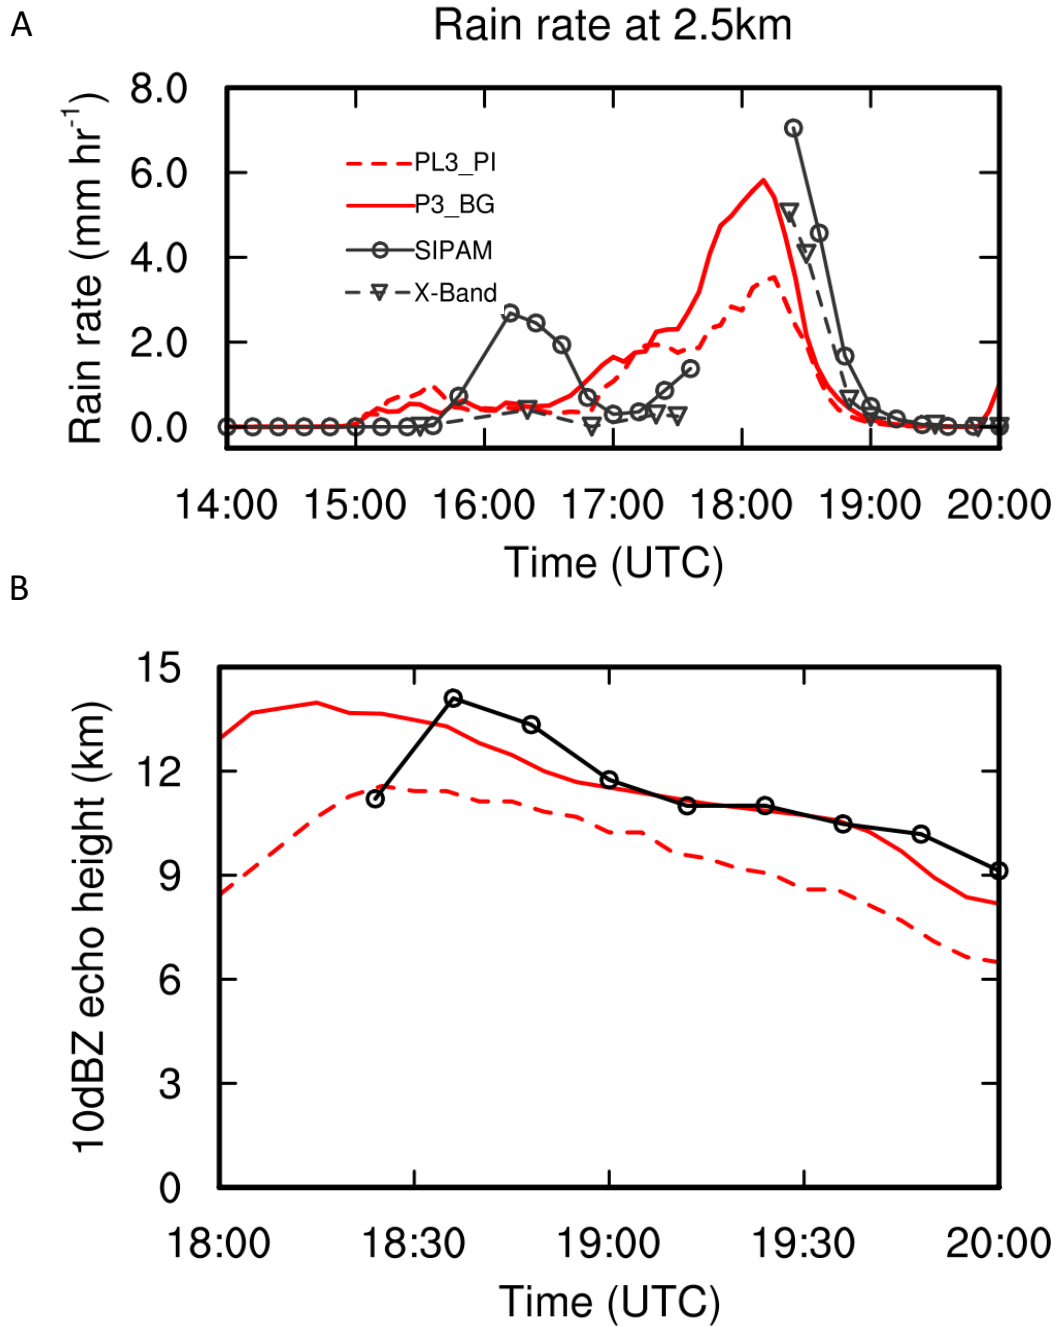 A
Rain rate at 2.5km
Rain rate (mm hr-1)
8.0
6.0
4.0
2.0
0.0
PL3_PI
P3_BG
SIPAM
X-Band
14:00 15:00 16:00 17:00 18:00 19:00 20:00
Time (UTC)
B
10dBZ echo height (km)
15
12
9
6
3
0
18:00 18:30 19:00 19:30 20:00
Time (UTC)